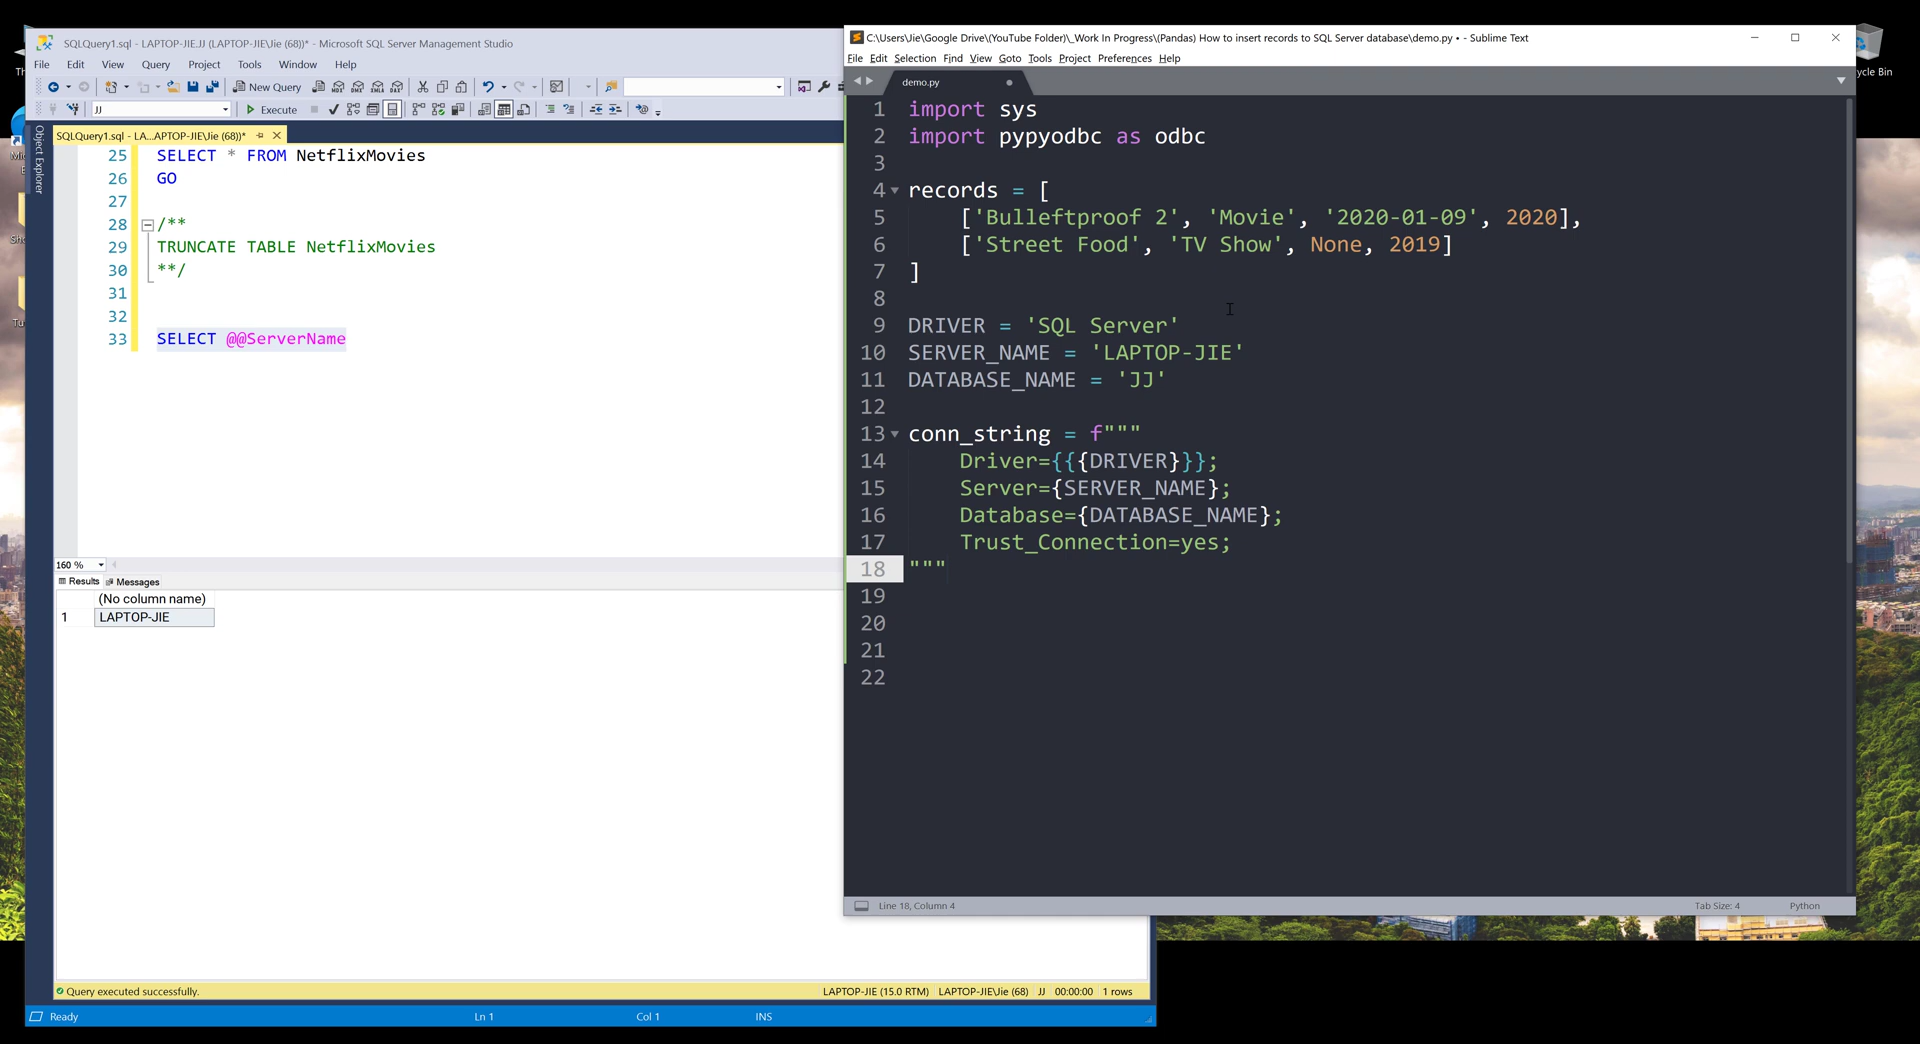 SQLQuery1.sql - LAPTOP-JIE.JJ (LAPTOP-JIE\Jie (68))* - Microsoft SQL Server Management Studio
File Edit View Query Project Tools Window Help
New Query
JJ Execute
SQLQuery1.sql - LA...APTOP-JIE\Jie (68))*
Object Explorer
25 SELECT * FROM NetflixMovies
26 GO
27
28 /**
29 TRUNCATE TABLE NetflixMovies
30 **/
31
32
33 SELECT @@ServerName
160 %
Results Messages
(No column name)
1 LAPTOP-JIE
Query executed successfully. LAPTOP-JIE (15.0 RTM) LAPTOP-JIE\Jie (68) JJ 00:00:00 1 rows
Ready Ln 1 Col 1 INS
C:\Users\Jie\Google Drive\(YouTube Folder)\_Work In Progress\(Pandas) How to insert records to SQL Server database\demo.py • - Sublime Text
File Edit Selection Find View Goto Tools Project Preferences Help
demo.py
1 import sys
2 import pypyodbc as odbc
3
4 records = [
5 ['Bulleftproof 2', 'Movie', '2020-01-09', 2020],
6 ['Street Food', 'TV Show', None, 2019]
7 ]
8
9 DRIVER = 'SQL Server'
10 SERVER_NAME = 'LAPTOP-JIE'
11 DATABASE_NAME = 'JJ'
12
13 conn_string = f"""
14 Driver={{{DRIVER}}};
15 Server={SERVER_NAME};
16 Database={DATABASE_NAME};
17 Trust_Connection=yes;
18 """
19
20
21
22
Line 18, Column 4 Tab Size: 4 Python
ycle Bin